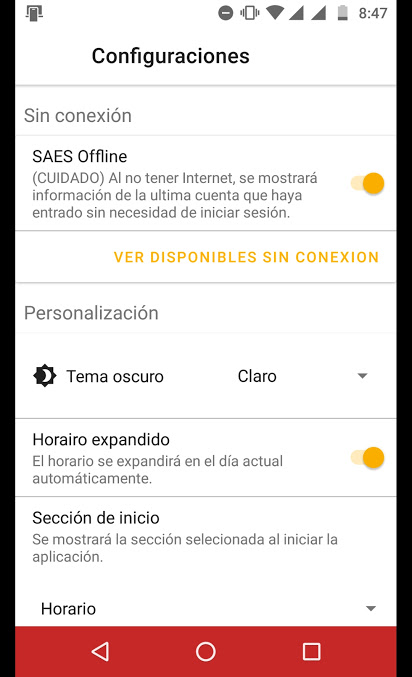 8:47
Configuraciones
Sin conexión
SAES Offline
(CUIDADO) Al no tener Internet, se mostrará
información de la ultima cuenta que haya
entrado sin necesidad de iniciar sesión.
VER DISPONIBLES SIN CONEXION
Personalización
Tema oscuro Claro
Horairo expandido
El horario se expandirá en el día actual
automáticamente.
Sección de inicio
Se mostrará la sección selecionada al iniciar la
aplicación.
Horario